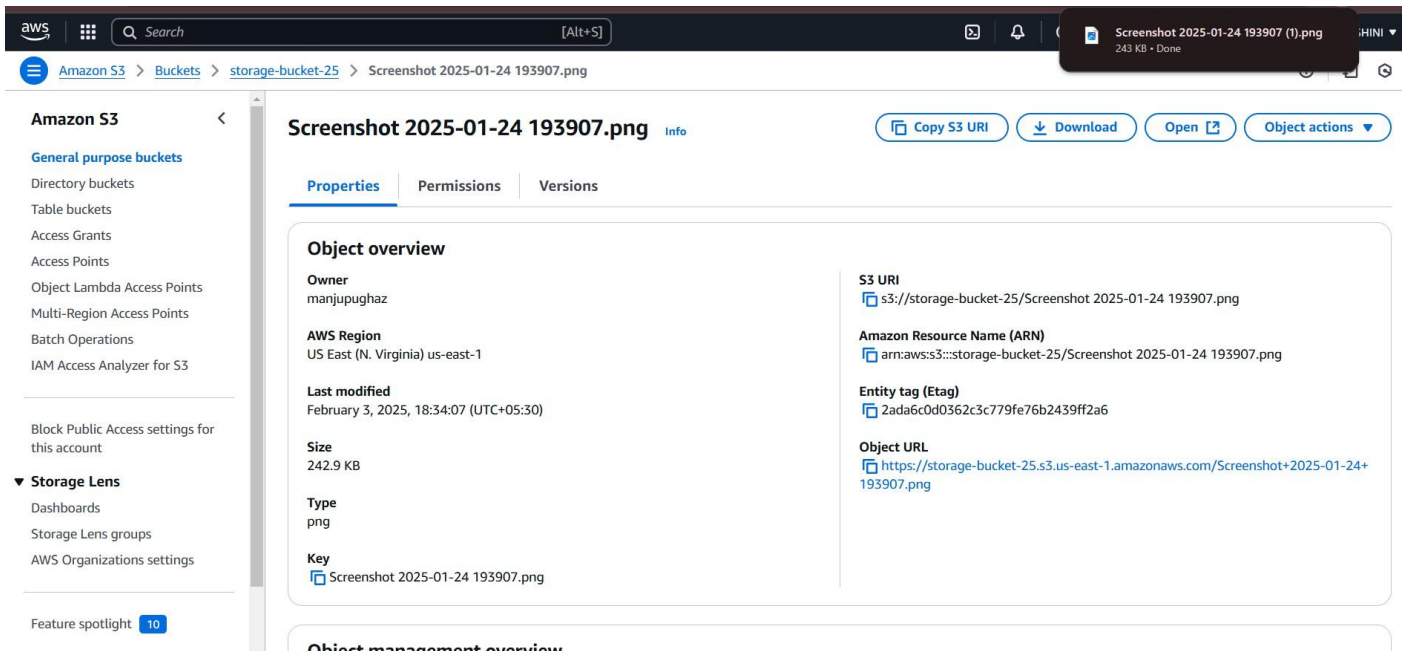 aws
Search [Alt+S]
Screenshot 2025-01-24 193907 (1).png
243 KB • Done
HINI
Amazon S3 > Buckets > storage-bucket-25 > Screenshot 2025-01-24 193907.png
Amazon S3
General purpose buckets
Directory buckets
Table buckets
Access Grants
Access Points
Object Lambda Access Points
Multi-Region Access Points
Batch Operations
IAM Access Analyzer for S3
Block Public Access settings for
this account
Storage Lens
Dashboards
Storage Lens groups
AWS Organizations settings
Feature spotlight 10
Screenshot 2025-01-24 193907.png Info
Copy S3 URI Download Open Object actions
Properties Permissions Versions
Object overview
Owner
manjupughaz
AWS Region
US East (N. Virginia) us-east-1
Last modified
February 3, 2025, 18:34:07 (UTC+05:30)
Size
242.9 KB
Type
png
Key
Screenshot 2025-01-24 193907.png
S3 URI
s3://storage-bucket-25/Screenshot 2025-01-24 193907.png
Amazon Resource Name (ARN)
arn:aws:s3:::storage-bucket-25/Screenshot 2025-01-24 193907.png
Entity tag (Etag)
2ada6c0d0362c3c779fe76b2439ff2a6
Object URL
https://storage-bucket-25.s3.us-east-1.amazonaws.com/Screenshot+2025-01-24+
193907.png
Object management overview